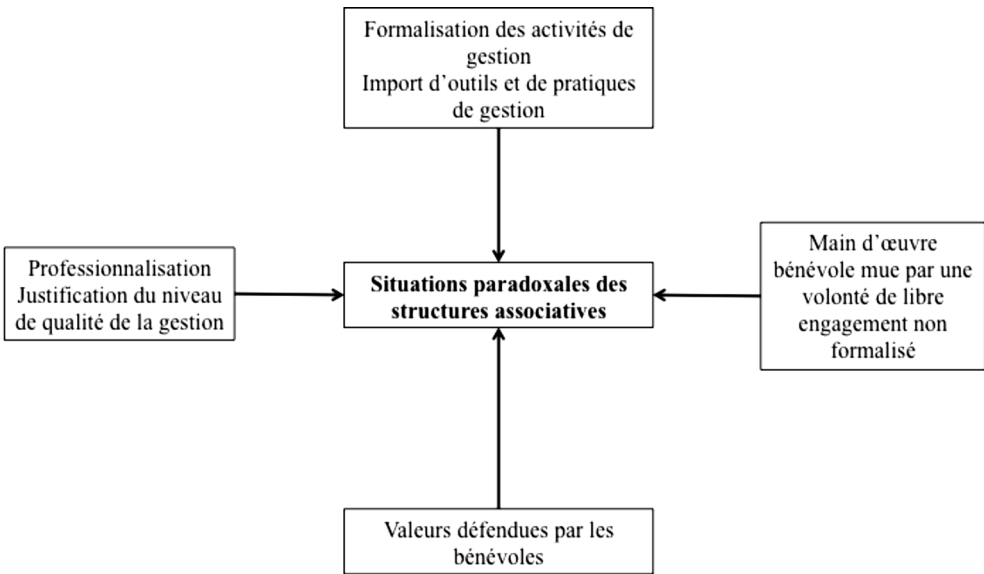 Formalisation des activités de
gestion
Import d'outils et de pratiques
de gestion
Professionnalisation
Justification du niveau
de qualité de la gestion
Situations paradoxales des
structures associatives
Main d'œuvre
bénévole mue par une
volonté de libre
engagement non
formalisé
Valeurs défendues par les
bénévoles